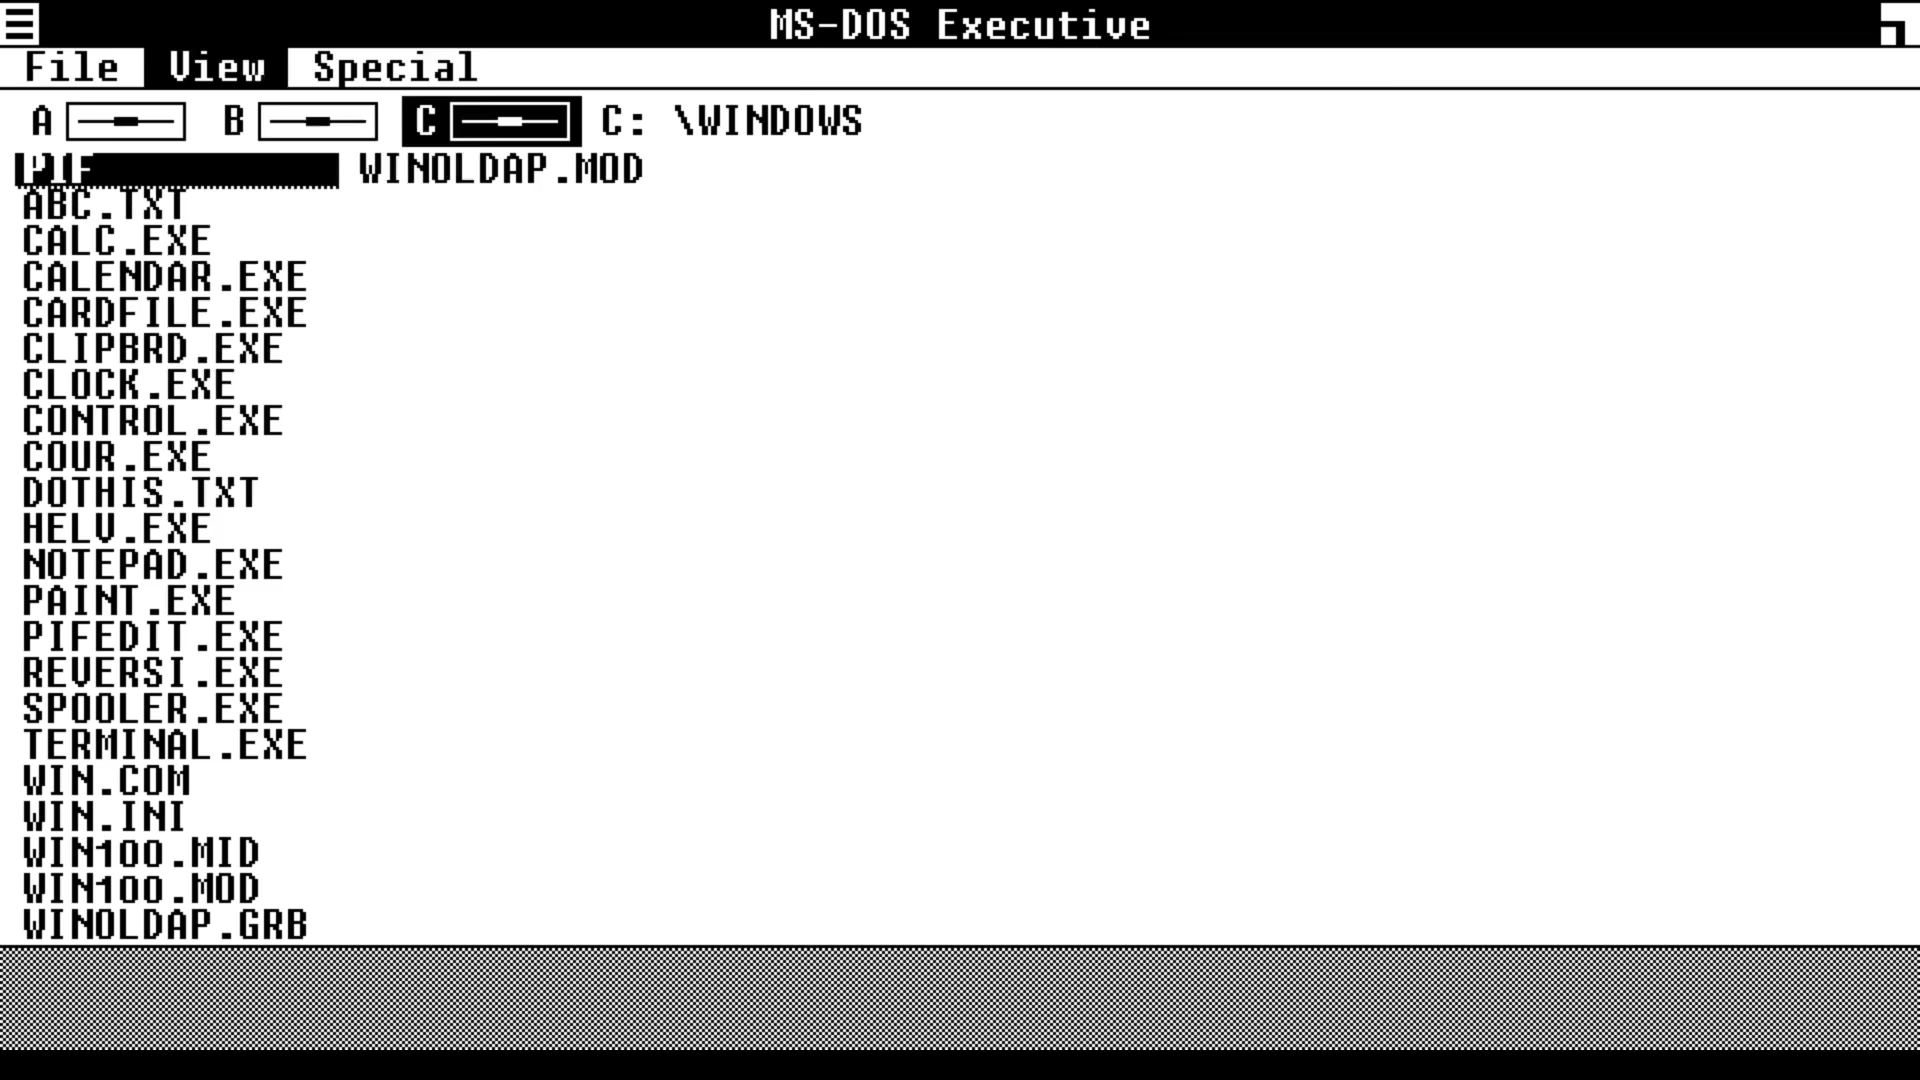 MS-DOS Executive
File View Special
A B C C: \WINDOWS
PIF WINOLDAP.MOD
ABC.TXT
CALC.EXE
CALENDAR.EXE
CARDFILE.EXE
CLIPBRD.EXE
CLOCK.EXE
CONTROL.EXE
COUR.EXE
DOTHIS.TXT
HELV.EXE
NOTEPAD.EXE
PAINT.EXE
PIFEDIT.EXE
REVERSI.EXE
SPOOLER.EXE
TERMINAL.EXE
WIN.COM
WIN.INI
WIN100.MID
WIN100.MOD
WINOLDAP.GRB